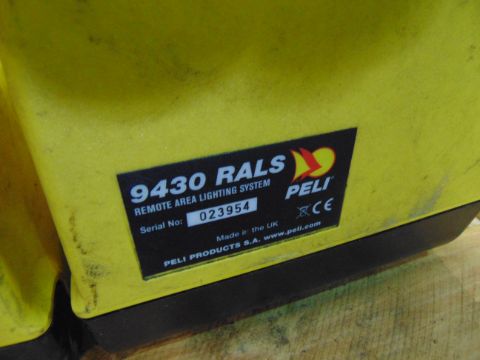 9430 RALS
REMOTE AREA LIGHTING SYSTEM
PELI
Serial No: 023954
CE
Made in the UK
PELI PRODUCTS S.A. www.peli.com